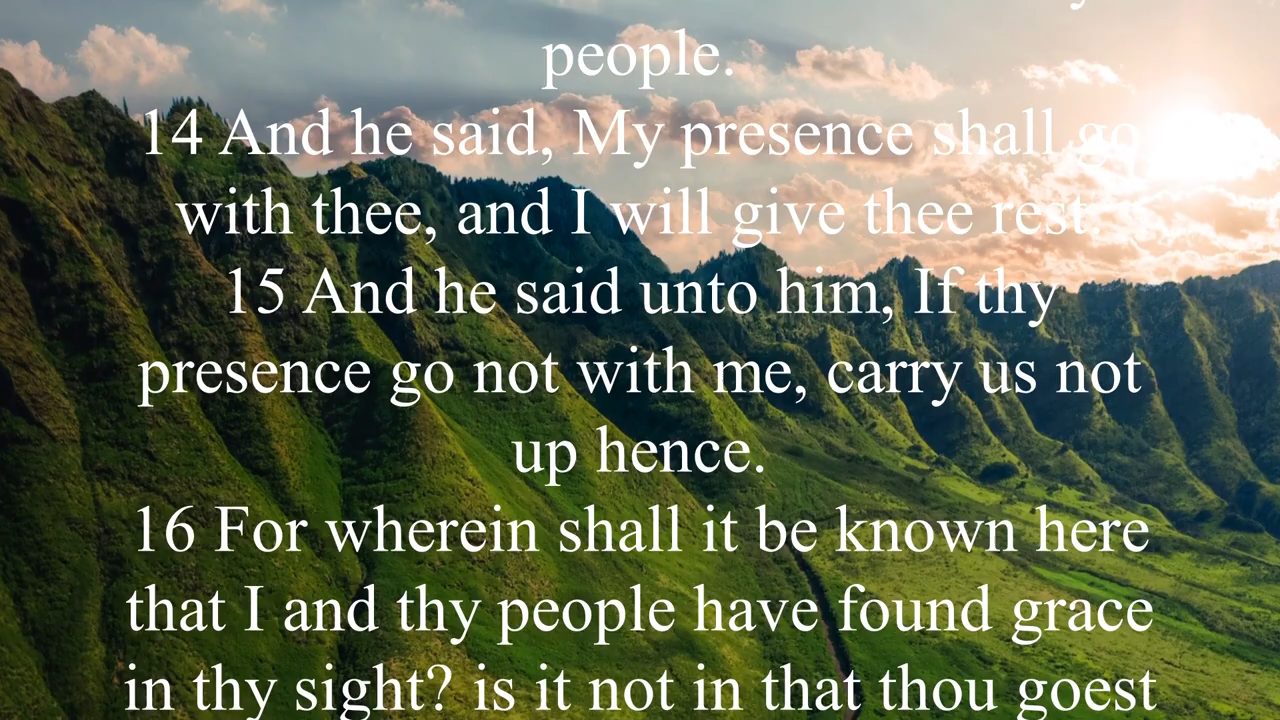 people.
14 And he said, My presence shall go
with thee, and I will give thee rest.
15 And he said unto him, If thy
presence go not with me, carry us not
up hence.
16 For wherein shall it be known here
that I and thy people have found grace
in thy sight? is it not in that thou goest